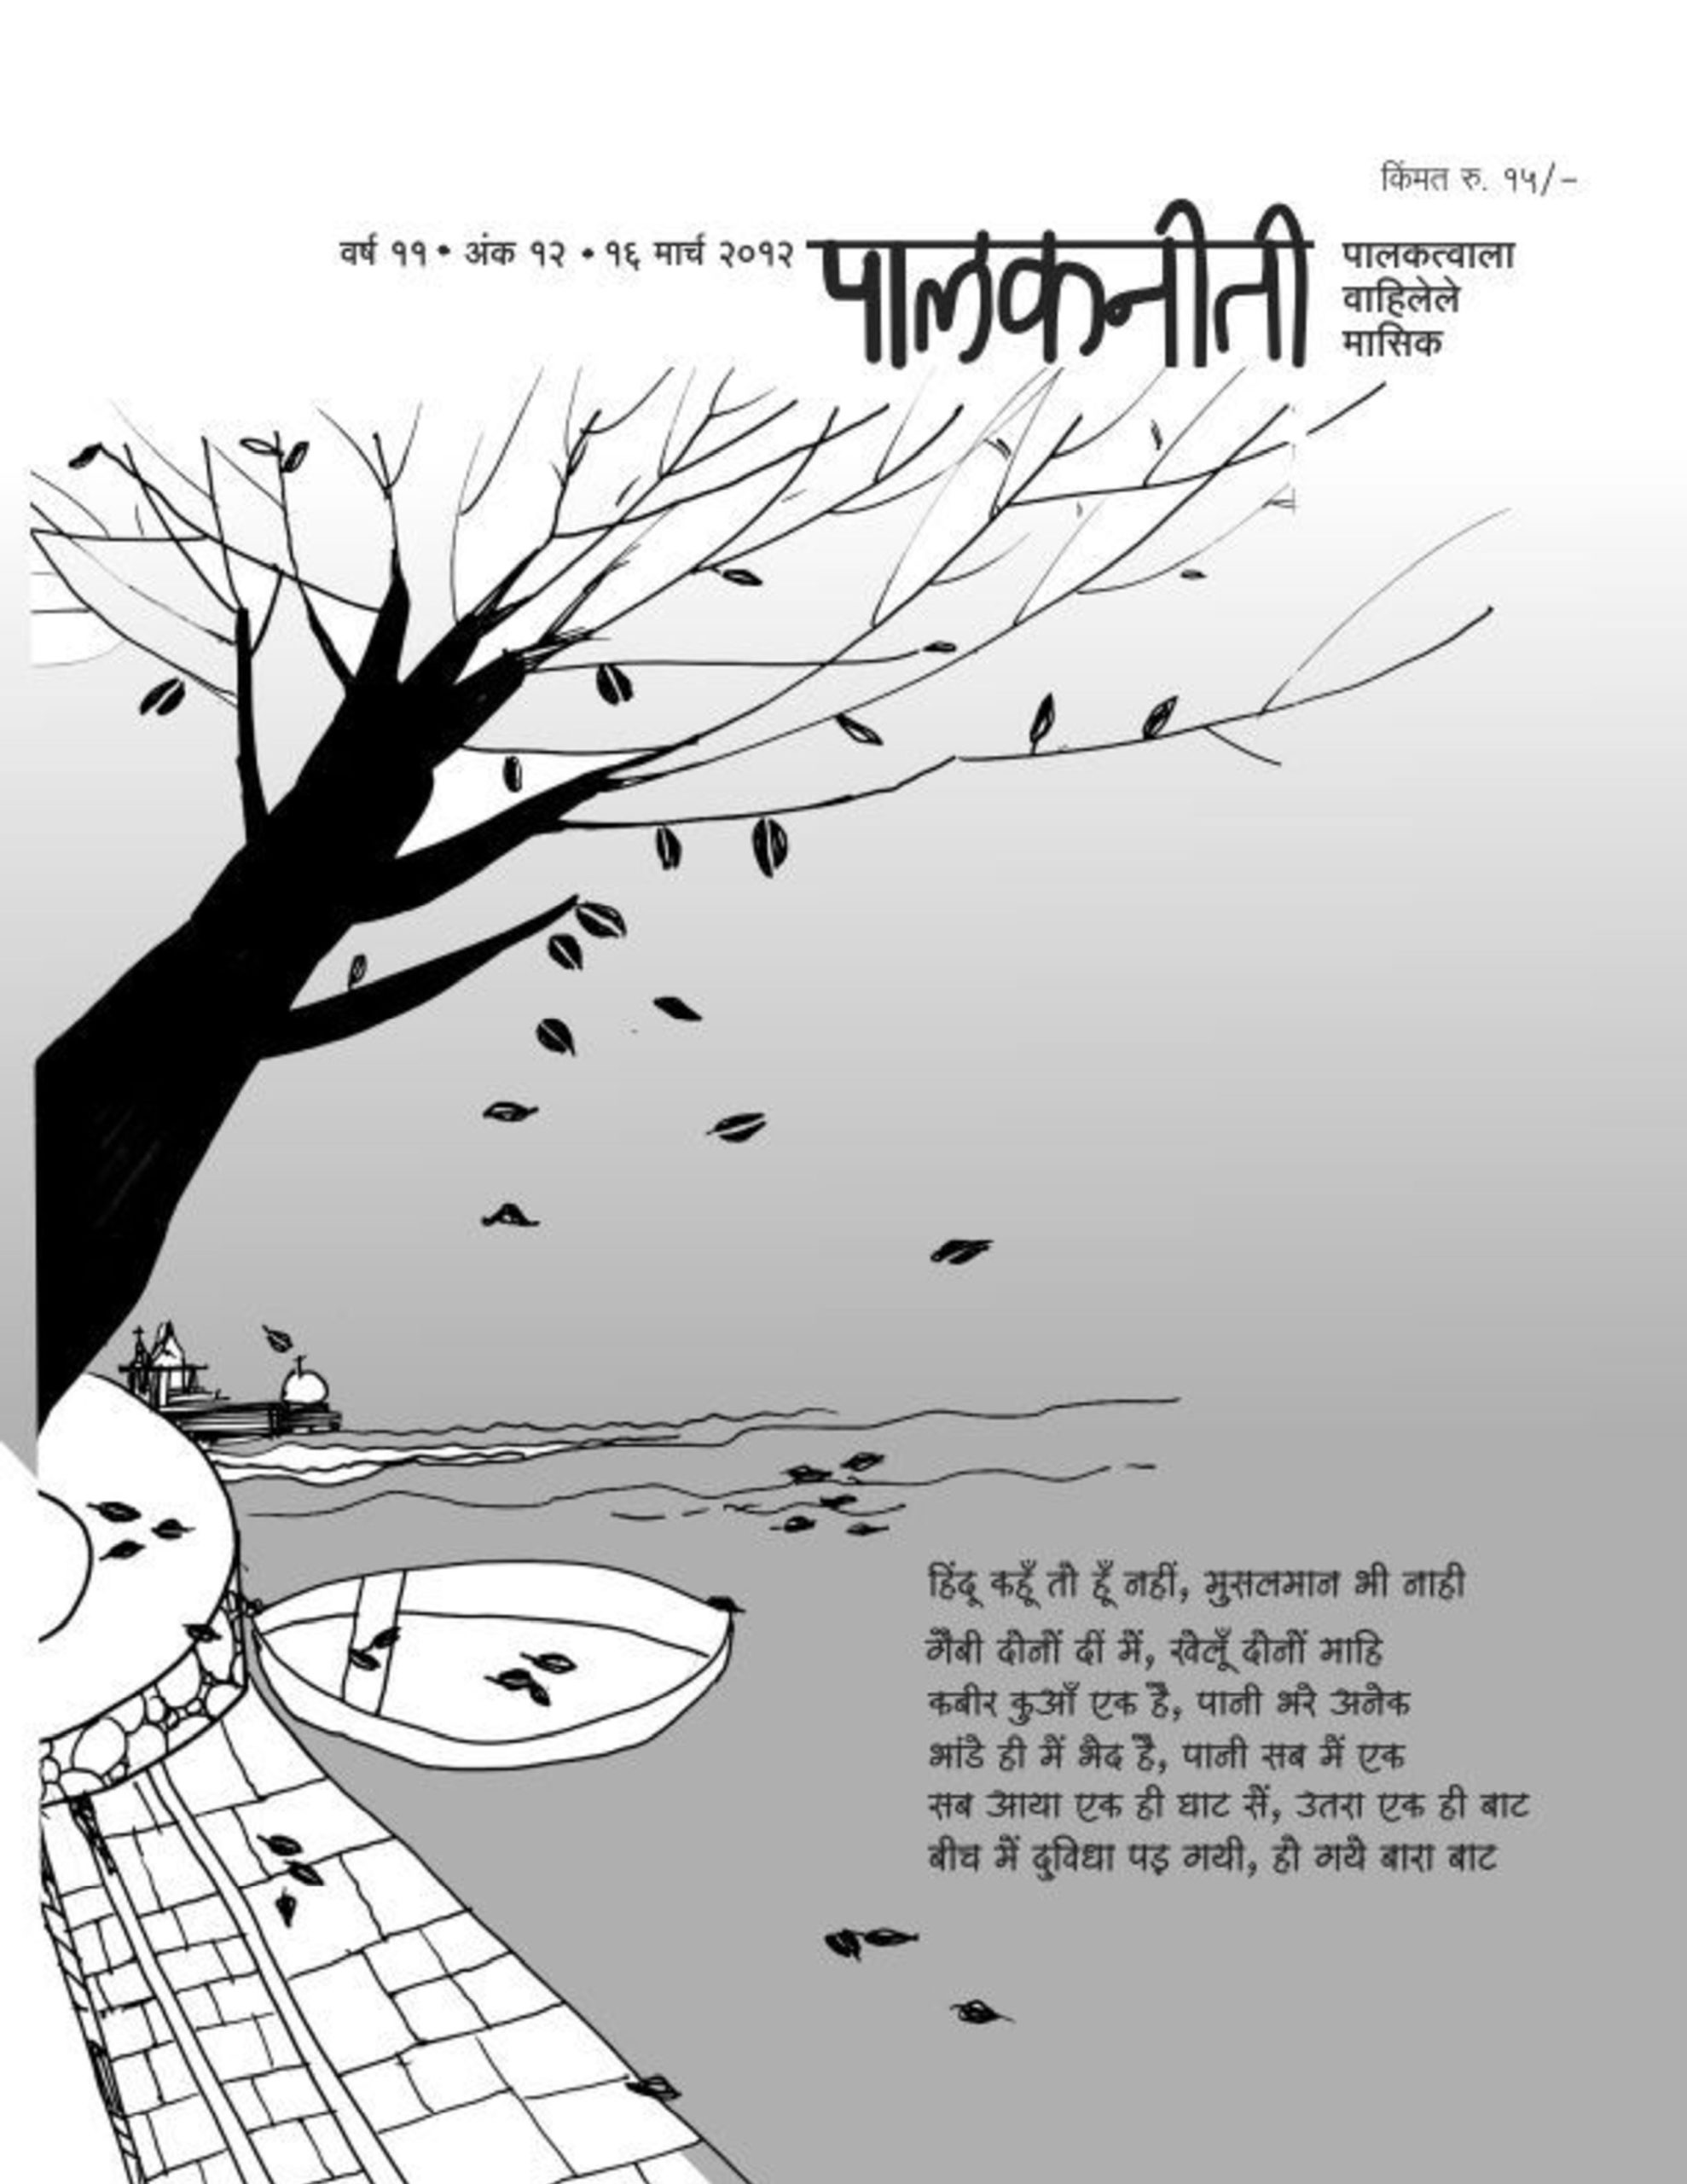 किंमत रु. १५/-
वर्ष ११ • अंक १२ • १६ मार्च २०१२
पालकनीती
पालकत्वाला
वाहिलेले
मासिक
हिंदू कहूँ तो हूँ नहीं, मुसलमान भी नाही
गैबी दोनों दीं में, खेलूँ दोनों माहि
कबीर कुआँ एक है, पानी भरे अनेक
भांडे ही में भेद है, पानी सब में एक
सब आया एक ही घाट सें, उतरा एक ही बाट
बीच में दुविधा पड़ गयी, हो गये बारा बाट